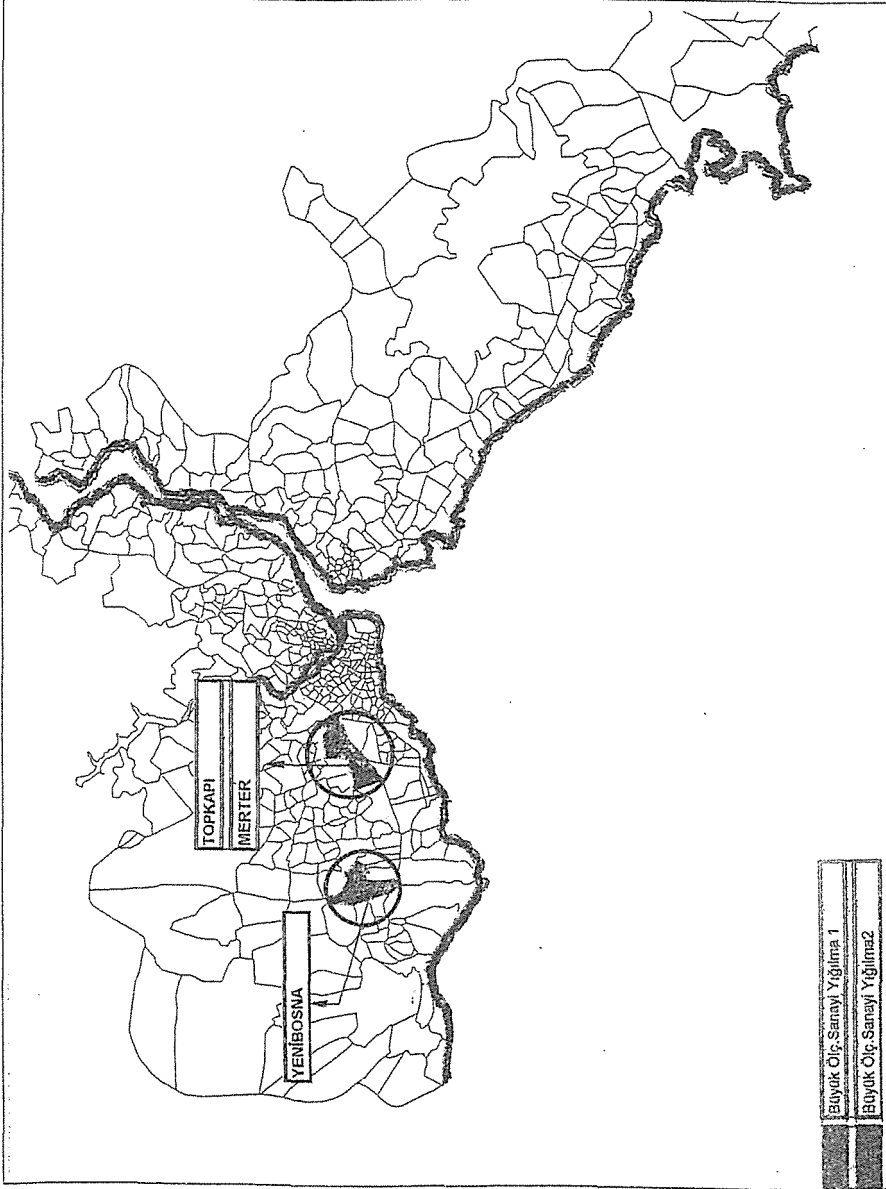 TOPKAPI
MERTER
YENİBOSNA
Büyük Ölç.Sanayi Yığılma 1
Büyük Ölç.Sanayi Yığılma2